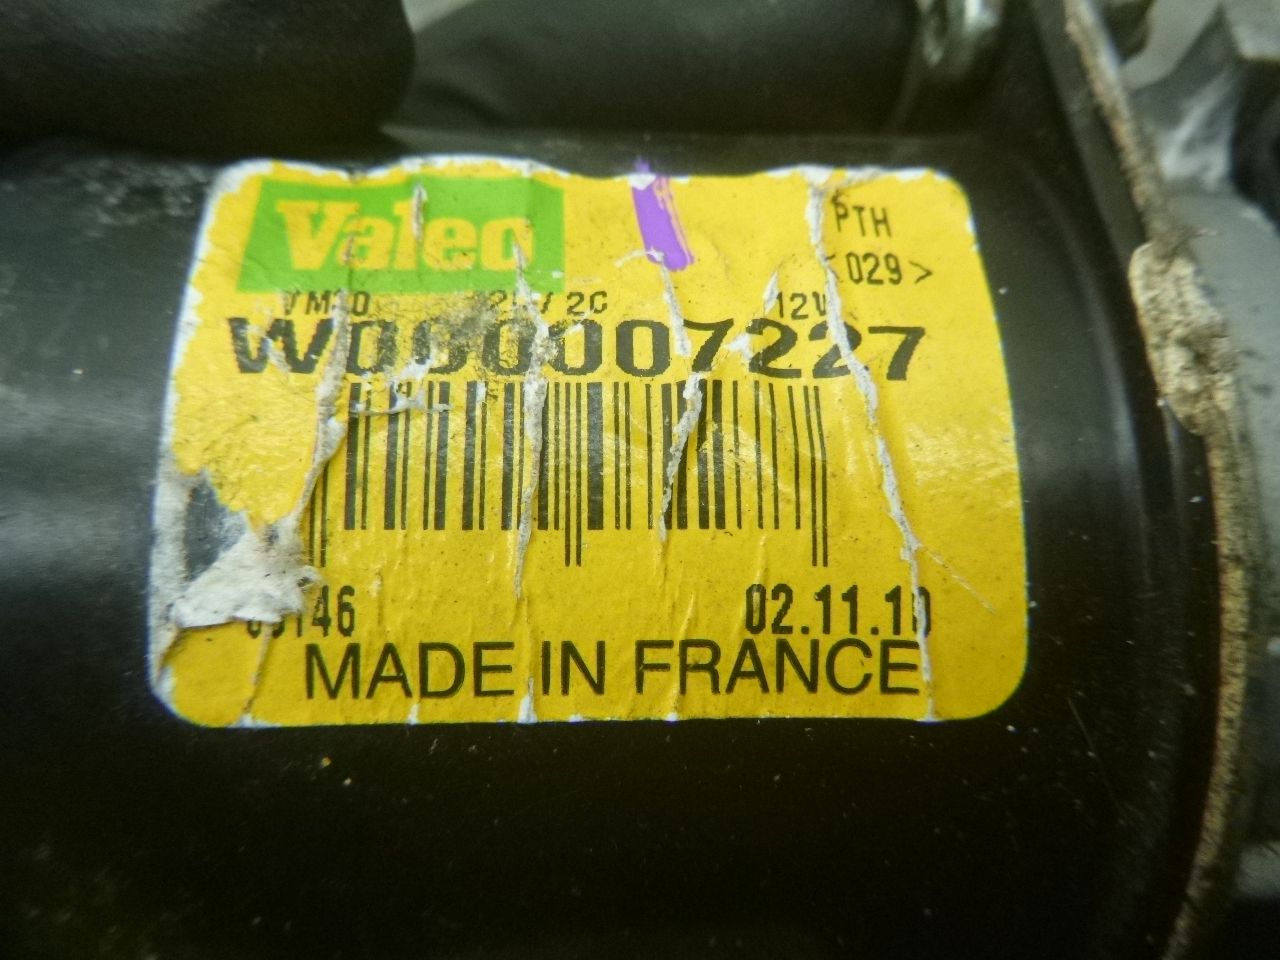 Valeo
PTH
029>
12V
W000007227
02.11.10
MADE IN FRANCE